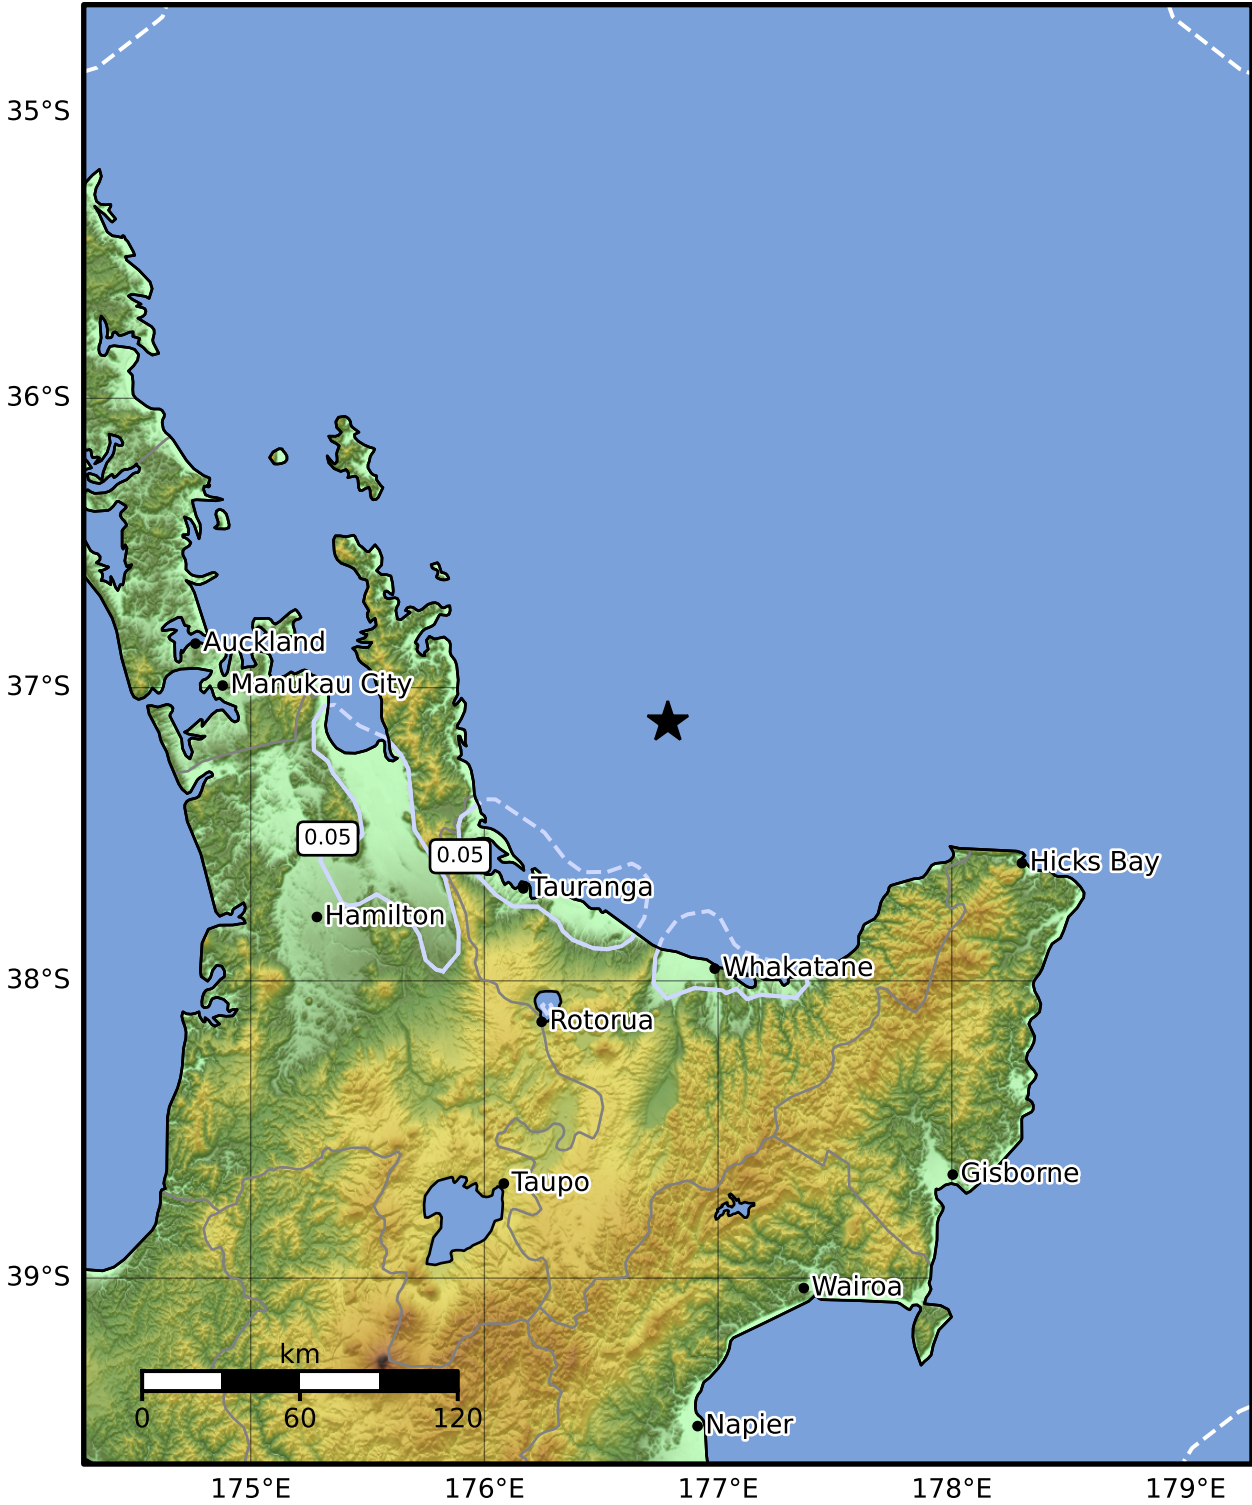 35°S
36°S
Auckland
37°S
Manukau City
0.05
0.05
Hicks Bay
Tauranga
Hamilton
Whakatane
38°S
Rotorua
Gisborne
Taupo
39°S
Wairoa
km
0 60 120
Napier
175°E 176°E 177°E 178°E 179°E